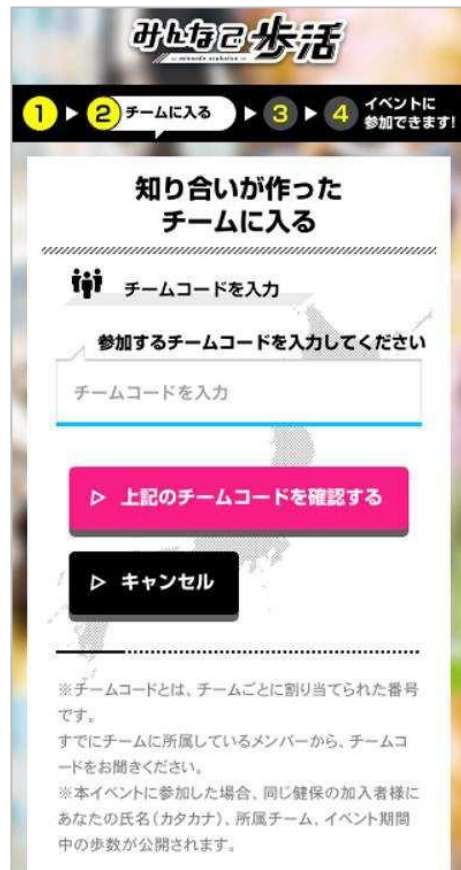 みんなで歩活
minnade arukatsu
1 ▶ 2 チームに入る ▶ 3 ▶ 4 イベントに
参加できます!
知り合いが作った
チームに入る
チームコードを入力
参加するチームコードを入力してください
チームコードを入力
▷ 上記のチームコードを確認する
▷ キャンセル
※チームコードとは、チームごとに割り当てられた番号
です。
すでにチームに所属しているメンバーから、チームコ
ードをお聞きください。
※本イベントに参加した場合、同じ健保の加入者様に
あなたの氏名(カタカナ)、所属チーム、イベント期間
中の歩数が公開されます。